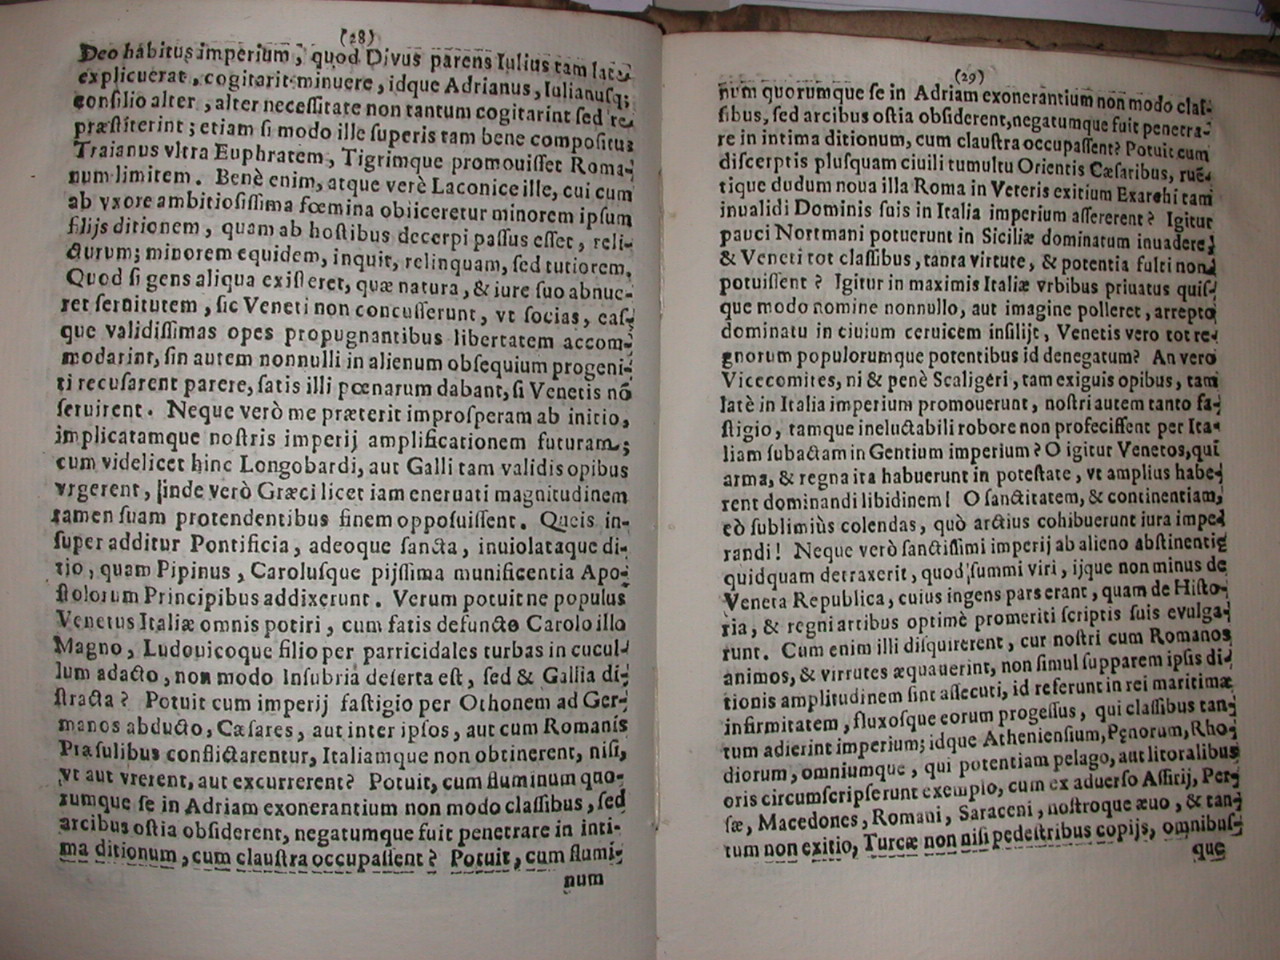 (28)
Deo habitus imperium, quod Divus parens Iulius tam latè
explicuerat, cogitarit minuere, idque Adrianus, Iulianusq;
consilio alter, alter necessitate non tantum cogitarint sed re
præstiterint; etiam si modo ille superis tam bene compositus
Traianus vltra Euphratem, Tigrimque promouisset Roma-
num limitem. Benè enim, atque verè Laconice ille, cui cum
ab vxore ambitiosissima fœmina obiiceretur minorem ipsum
filijs ditionem, quam ab hostibus decerpi passus esset, reli-
cturum; minorem equidem, inquit, relinquam, sed tutiorem.
Quod si gens aliqua existeret, quæ natura, & iure suo abnue-
ret seruitutem, sic Veneti non concusserunt, vt socias, eas-
que validissimas opes propugnantibus libertatem accom-
modarint, sin autem nonnulli in alienum obsequium progeni-
ti recusarent parere, satis illi pœnarum dabant, si Venetis nō
seruirent. Neque verò me præterit improsperam ab initio,
implicatamque nostris imperij amplificationem futuram;
cum videlicet hinc Longobardi, aut Galli tam validis opibus
vrgerent, inde verò Græci licet iam eneruati magnitudinem
tamen suam protendentibus finem opposuissent. Queis in-
super additur Pontificia, adeoque sancta, inuiolataque di-
tio, quam Pipinus, Carolusque pijssima munificentia Apo-
stolorum Principibus addixerunt. Verum potuit ne populus
Venetus Italiæ omnis potiri, cum fatis defuncto Carolo illo
Magno, Ludouicoque filio per parricidales turbas in cucul-
lum adacto, non modo Insubria deserta est, sed & Gallia di-
stracta? Potuit cum imperij fastigio per Othonem ad Ger-
manos abducto, Cæsares, aut inter ipsos, aut cum Romanis
Præsulibus conflictarentur, Italiamque non obtinerent, nisi,
vt aut vrerent, aut excurrerent? Potuit, cum fluminum quo-
rumque se in Adriam exonerantium non modo classibus, sed
arcibus ostia obsiderent, negatumque fuit penetrare in inti-
ma ditionum, cum claustra occupassent? Potuit, cum flumi-
num
(29)
num quorumque se in Adriam exonerantium non modo clas-
sibus, sed arcibus ostia obsiderent, negatumque fuit penetra-
re in intima ditionum, cum claustra occupassent? Potuit cum
discerptis plusquam ciuili tumultu Orientis Cæsaribus, ruē-
tique dudum noua illa Roma in Veteris exitium Exarchi tam
inualidi Dominis suis in Italia imperium assererent? Igitur
pauci Nortmani potuerunt in Siciliæ dominatum inuadere,
& Veneti tot classibus, tanta virtute, & potentia fulti non
potuissent? Igitur in maximis Italiæ vrbibus priuatus quis-
que modo nomine nonnullo, aut imagine polleret, arrepto
dominatu in ciuium ceruicem insilijt, Venetis vero tot re-
gnorum populorumque potentibus id denegatum? An vero
Vicecomites, ni & penè Scaligeri, tam exiguis opibus, tam
latè in Italia imperium promouerunt, nostri autem tanto fa-
stigio, tamque ineluctabili robore non profecissent per Ita-
liam subactam in Gentium imperium? O igitur Venetos, qui
arma, & regna ita habuerunt in potestate, vt amplius habe-
rent dominandi libidinem! O sanctitatem, & continentiam,
eò sublimiùs colendas, quò arctius cohibuerunt iura impe-
randi! Neque verò sanctissimi imperij ab alieno abstinentię
quidquam detraxerit, quod summi viri, ijque non minus de
Veneta Republica, cuius ingens pars erant, quam de Histo-
ria, & regni artibus optimè promeriti scriptis suis euulga-
runt. Cum enim illi disquirerent, cur nostri cum Romanos
animos, & virtutes æquauerint, non simul supparem ipsis di-
tionis amplitudinem sint assecuti, id referunt in rei maritimæ
infirmitatem, fluxosque eorum progessus, qui classibus tan-
tum adierint imperium; idque Atheniensium, Pęnorum, Rho-
diorum, omniumque, qui potentiam pelago, aut litoralibus
oris circumscripserunt exemplo, cum ex aduerso Assirij, Per-
sæ, Macedones, Romani, Saraceni, nostroque æuo, & tan-
tum non exitio, Turcæ non nisi pedestribus copijs, omnibus-
que